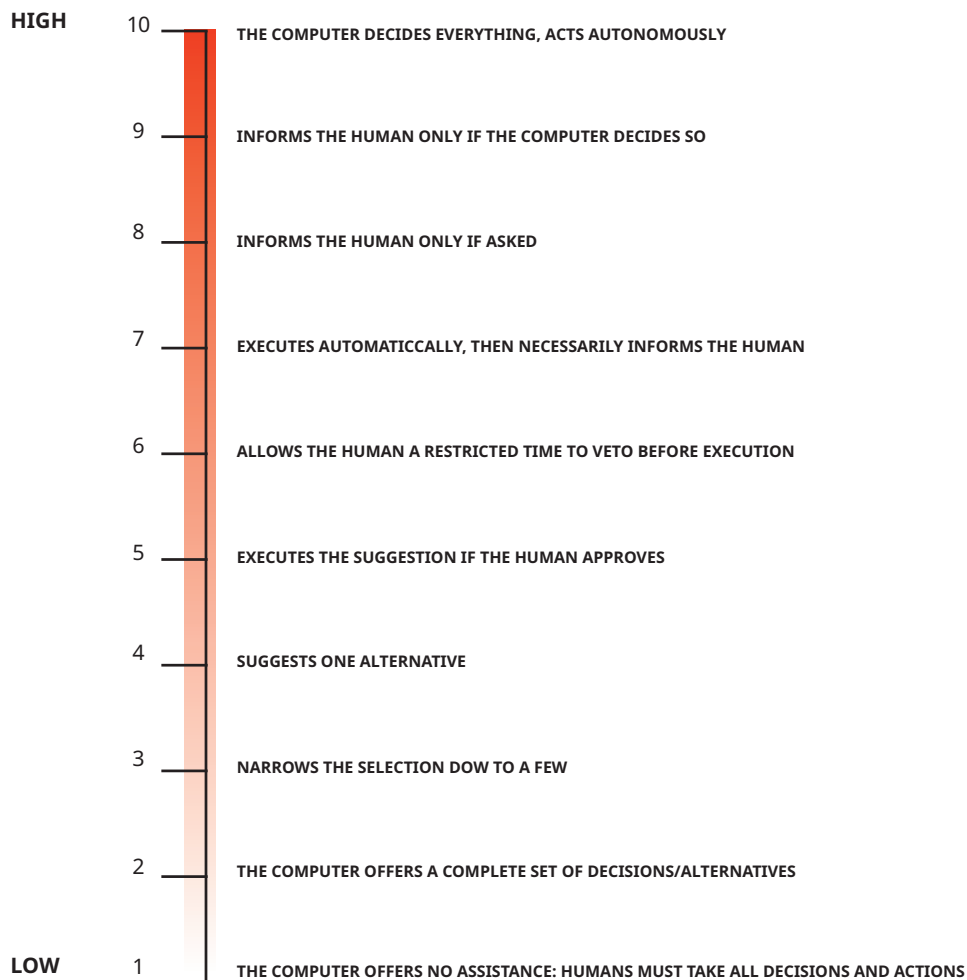 HIGH
10 THE COMPUTER DECIDES EVERYTHING, ACTS AUTONOMOUSLY
9 INFORMS THE HUMAN ONLY IF THE COMPUTER DECIDES SO
8 INFORMS THE HUMAN ONLY IF ASKED
7 EXECUTES AUTOMATICCALLY, THEN NECESSARILY INFORMS THE HUMAN
6 ALLOWS THE HUMAN A RESTRICTED TIME TO VETO BEFORE EXECUTION
5 EXECUTES THE SUGGESTION IF THE HUMAN APPROVES
4 SUGGESTS ONE ALTERNATIVE
3 NARROWS THE SELECTION DOW TO A FEW
2 THE COMPUTER OFFERS A COMPLETE SET OF DECISIONS/ALTERNATIVES
LOW
1 THE COMPUTER OFFERS NO ASSISTANCE: HUMANS MUST TAKE ALL DECISIONS AND ACTIONS